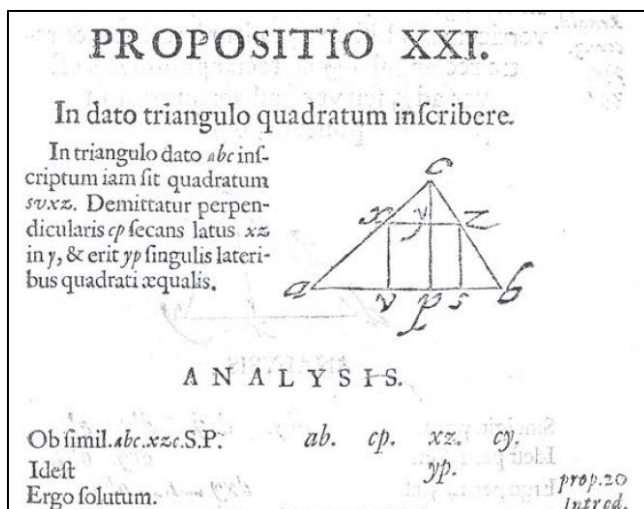 PROPOSITIO XXI.
In dato triangulo quadratum inſcribere.
In triangulo dato abc inſ-
criptum iam ſit quadratum
svxz. Demittatur perpen-
dicularis cp ſecans latus xz
in y, & erit yp ſingulis lateri-
bus quadrati æqualis.
c
x y z
a v p s b
ANALYSIS.
Ob ſimil. abc. xzc. S.P. ab. cp. xz. cy.
Ideſt yp.
Ergo ſolutum. prop. 20
Introd.